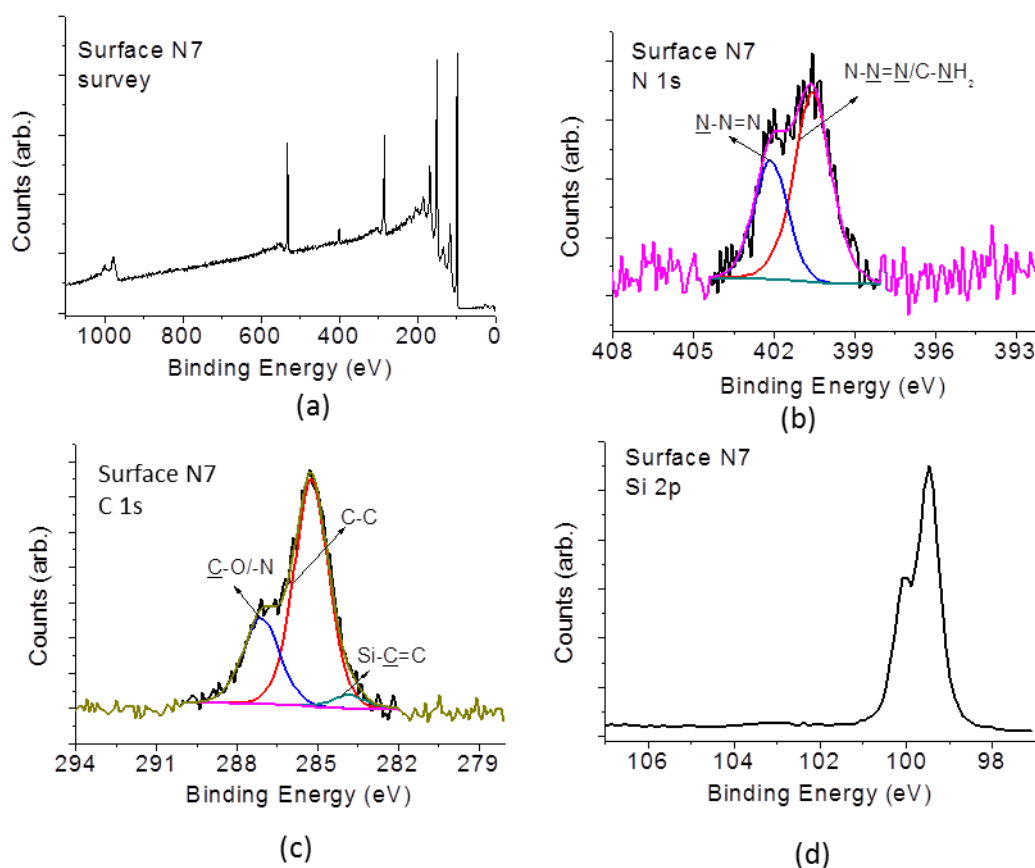 Surface N7
survey
Counts (arb.)
1000 800 600 400 200 0
Binding Energy (eV)
(a)
Surface N7
N 1s
N-N=N/C-NH₂
N-N=N
Counts (arb.)
408 405 402 399 396 393
Binding Energy (eV)
(b)
Surface N7
C 1s
C-C
C-O/-N
Si-C=C
Counts (arb.)
294 291 288 285 282 279
Binding Energy (eV)
(c)
Surface N7
Si 2p
Counts (arb.)
106 104 102 100 98
Binding Energy (eV)
(d)